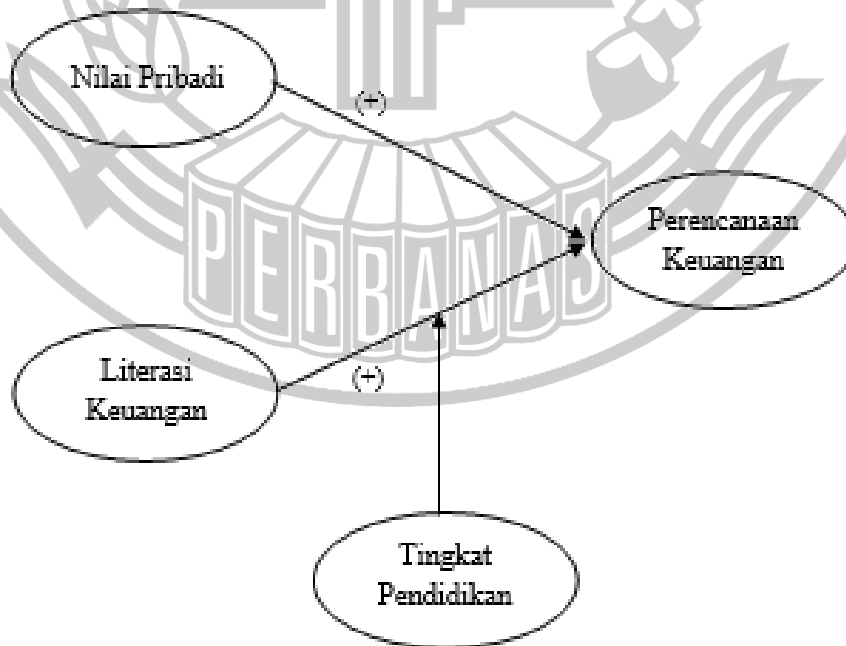 Nilai Pribadi
(+)
Perencanaan
Keuangan
PERBANAS
Literasi
Keuangan
(+)
Tingkat
Pendidikan